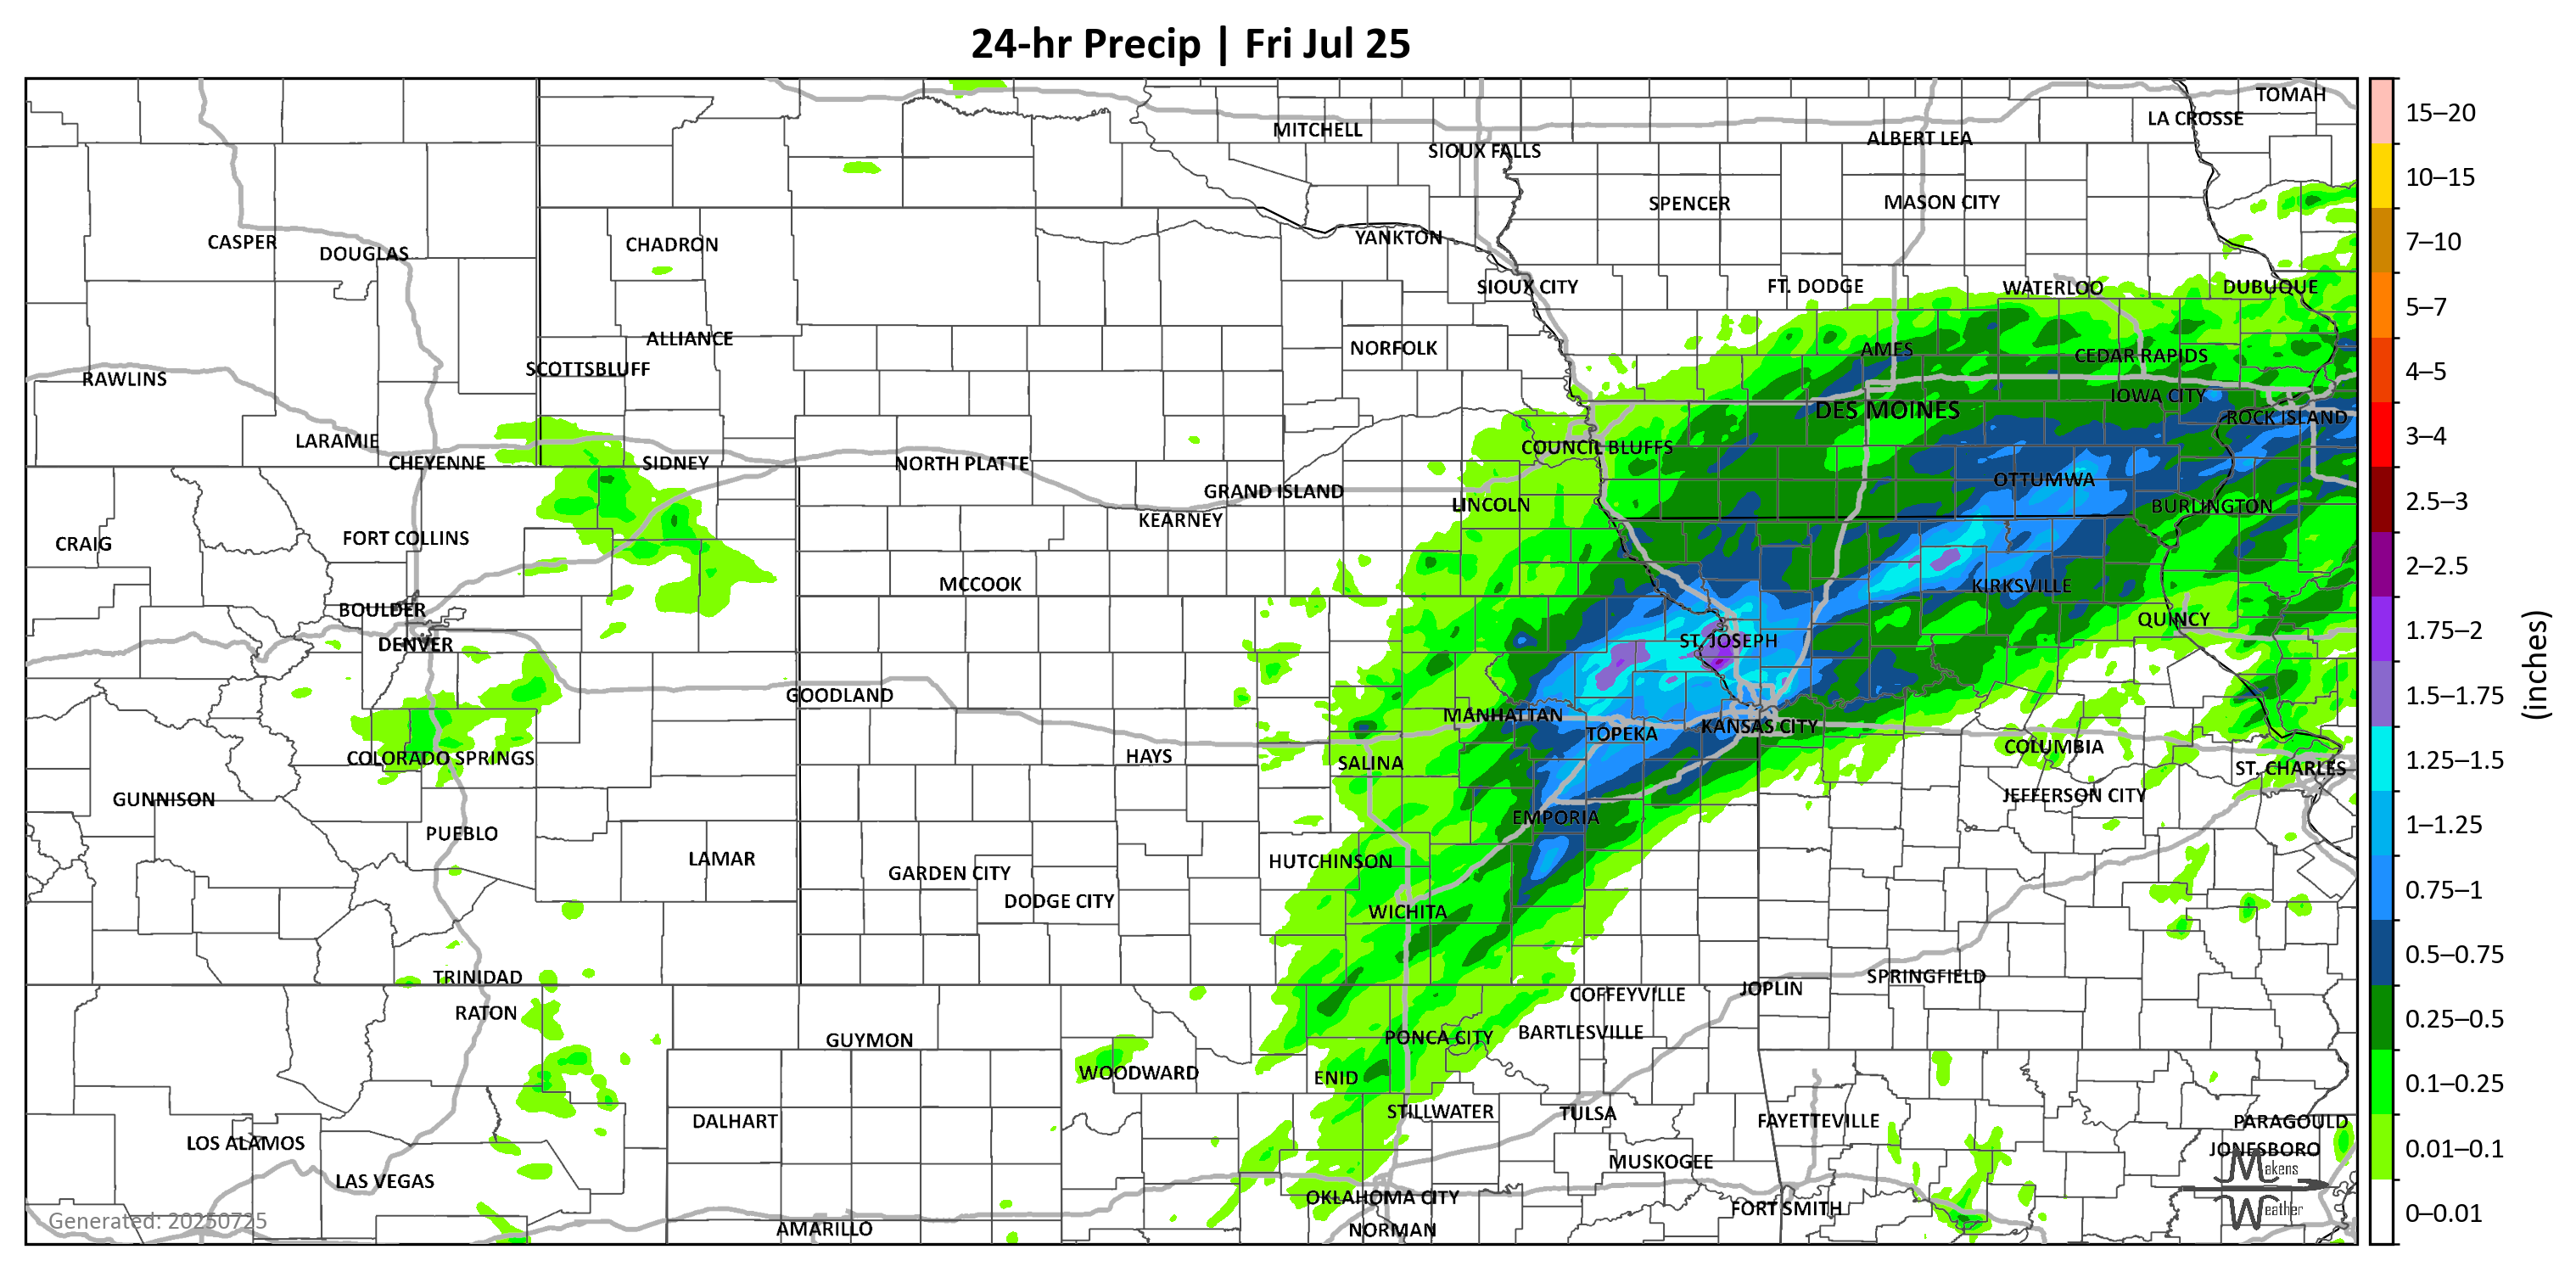 24-hr Precip | Fri Jul 25
TOMAH
LA CROSSE
MITCHELL
ALBERT LEA
SIOUX FALLS
SPENCER
MASON CITY
CASPER
DOUGLAS
CHADRON
YANKTON
SIOUX CITY
FT. DODGE
WATERLOO
DUBUQUE
ALLIANCE
NORFOLK
AMES
CEDAR RAPIDS
SCOTTSBLUFF
RAWLINS
IOWA CITY
DES MOINES
ROCK ISLAND
LARAMIE
CHEYENNE
SIDNEY
NORTH PLATTE
COUNCIL BLUFFS
GRAND ISLAND
OTTUMWA
LINCOLN
BURLINGTON
KEARNEY
CRAIG
FORT COLLINS
MCCOOK
KIRKSVILLE
BOULDER
QUINCY
DENVER
ST. JOSEPH
GOODLAND
MANHATTAN
TOPEKA
KANSAS CITY
COLORADO SPRINGS
HAYS
SALINA
COLUMBIA
ST. CHARLES
GUNNISON
JEFFERSON CITY
EMPORIA
PUEBLO
LAMAR
GARDEN CITY
HUTCHINSON
DODGE CITY
WICHITA
TRINIDAD
SPRINGFIELD
JOPLIN
COFFEYVILLE
RATON
GUYMON
PONCA CITY
BARTLESVILLE
WOODWARD
ENID
STILLWATER
TULSA
DALHART
FAYETTEVILLE
PARAGOULD
LOS ALAMOS
JONESBORO
LAS VEGAS
MUSKOGEE
OKLAHOMA CITY
FORT SMITH
AMARILLO
NORMAN
Generated: 20250725
Makens
Weather
15–20
10–15
7–10
5–7
4–5
3–4
2.5–3
2–2.5
1.75–2
1.5–1.75
1.25–1.5
1–1.25
0.75–1
0.5–0.75
0.25–0.5
0.1–0.25
0.01–0.1
0–0.01
(inches)